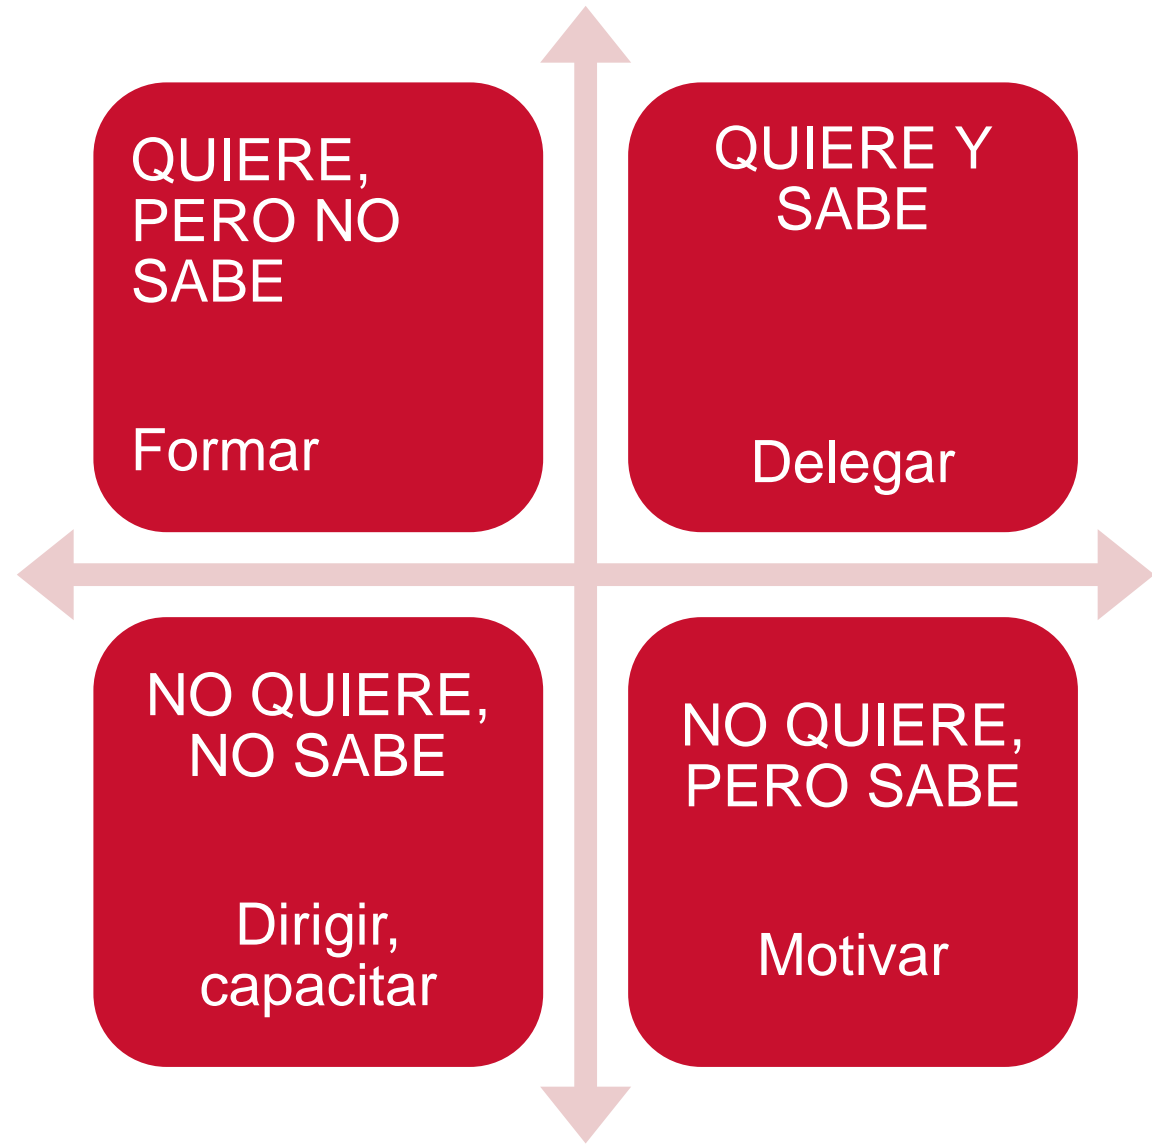 QUIERE,
PERO NO
SABE
Formar
QUIERE Y
SABE
Delegar
NO QUIERE,
NO SABE
Dirigir,
capacitar
NO QUIERE,
PERO SABE
Motivar